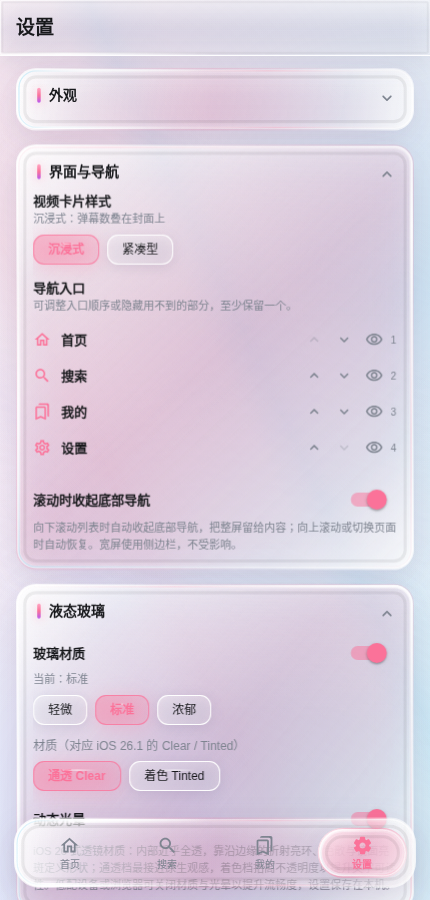 设置
外观
界面与导航
视频卡片样式
沉浸式：弹幕数叠在封面上
沉浸式 紧凑型
导航入口
可调整入口顺序或隐藏用不到的部分，至少保留一个。
首页 1
搜索 2
我的 3
设置 4
滚动时收起底部导航
向下滚动列表时自动收起底部导航，把整屏留给内容；向上滚动或切换页面
时自动恢复。宽屏使用侧边栏，不受影响。
液态玻璃
玻璃材质
当前：标准
轻微 标准 浓郁
材质（对应 iOS 26.1 的 Clear / Tinted）
通透 Clear 着色 Tinted
动态光晕
首页 搜索 我的 设置